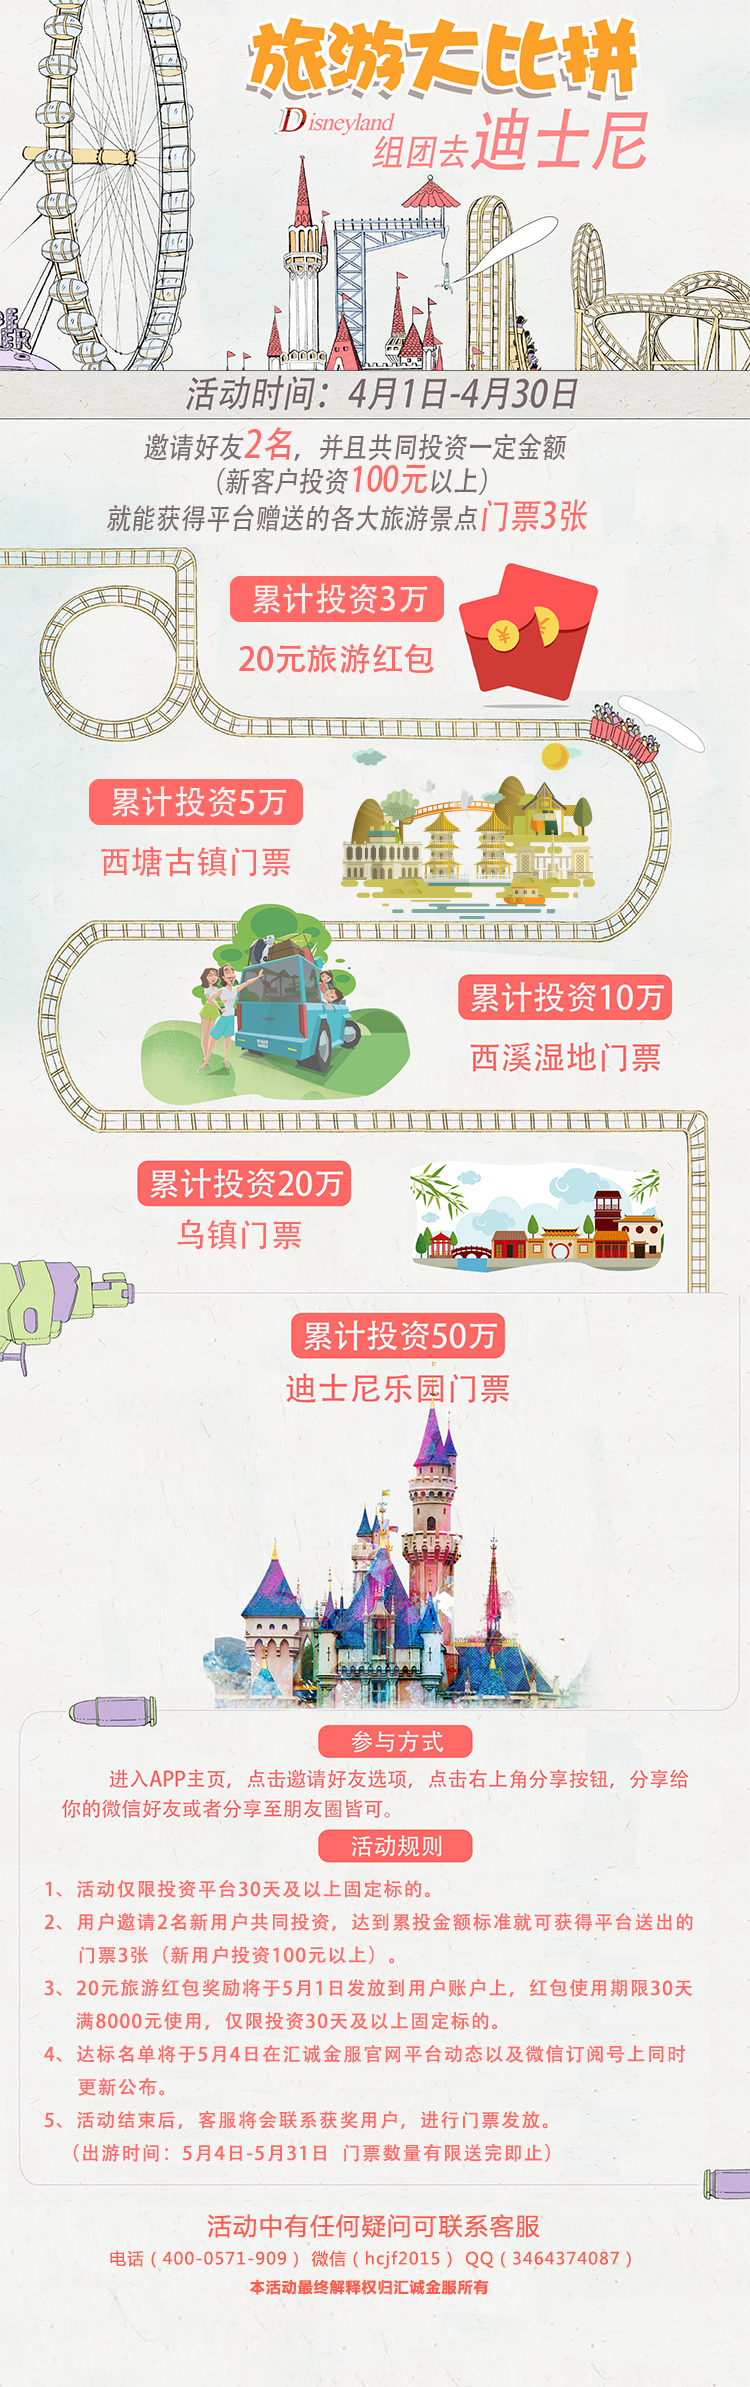 旅游大比拼
Disneyland
组团去迪士尼
活动时间：4月1日-4月30日
邀请好友2名，并且共同投资一定金额
（新客户投资100元以上）
就能获得平台赠送的各大旅游景点门票3张
累计投资3万
20元旅游红包
累计投资5万
西塘古镇门票
累计投资10万
西溪湿地门票
累计投资20万
乌镇门票
累计投资50万
迪士尼乐园门票
参与方式
进入APP主页，点击邀请好友选项，点击右上角分享按钮，分享给
你的微信好友或者分享至朋友圈皆可。
活动规则
1、活动仅限投资平台30天及以上固定标的。
2、用户邀请2名新用户共同投资，达到累投金额标准就可获得平台送出的
门票3张（新用户投资100元以上）。
3、20元旅游红包奖励将于5月1日发放到用户账户上，红包使用期限30天
满8000元使用，仅限投资30天及以上固定标的。
4、达标名单将于5月4日在汇诚金服官网平台动态以及微信订阅号上同时
更新公布。
5、活动结束后，客服将会联系获奖用户，进行门票发放。
（出游时间：5月4日-5月31日 门票数量有限送完即止）
活动中有任何疑问可联系客服
电话（400-0571-909） 微信（hcjf2015） QQ（3464374087）
本活动最终解释权归汇诚金服所有